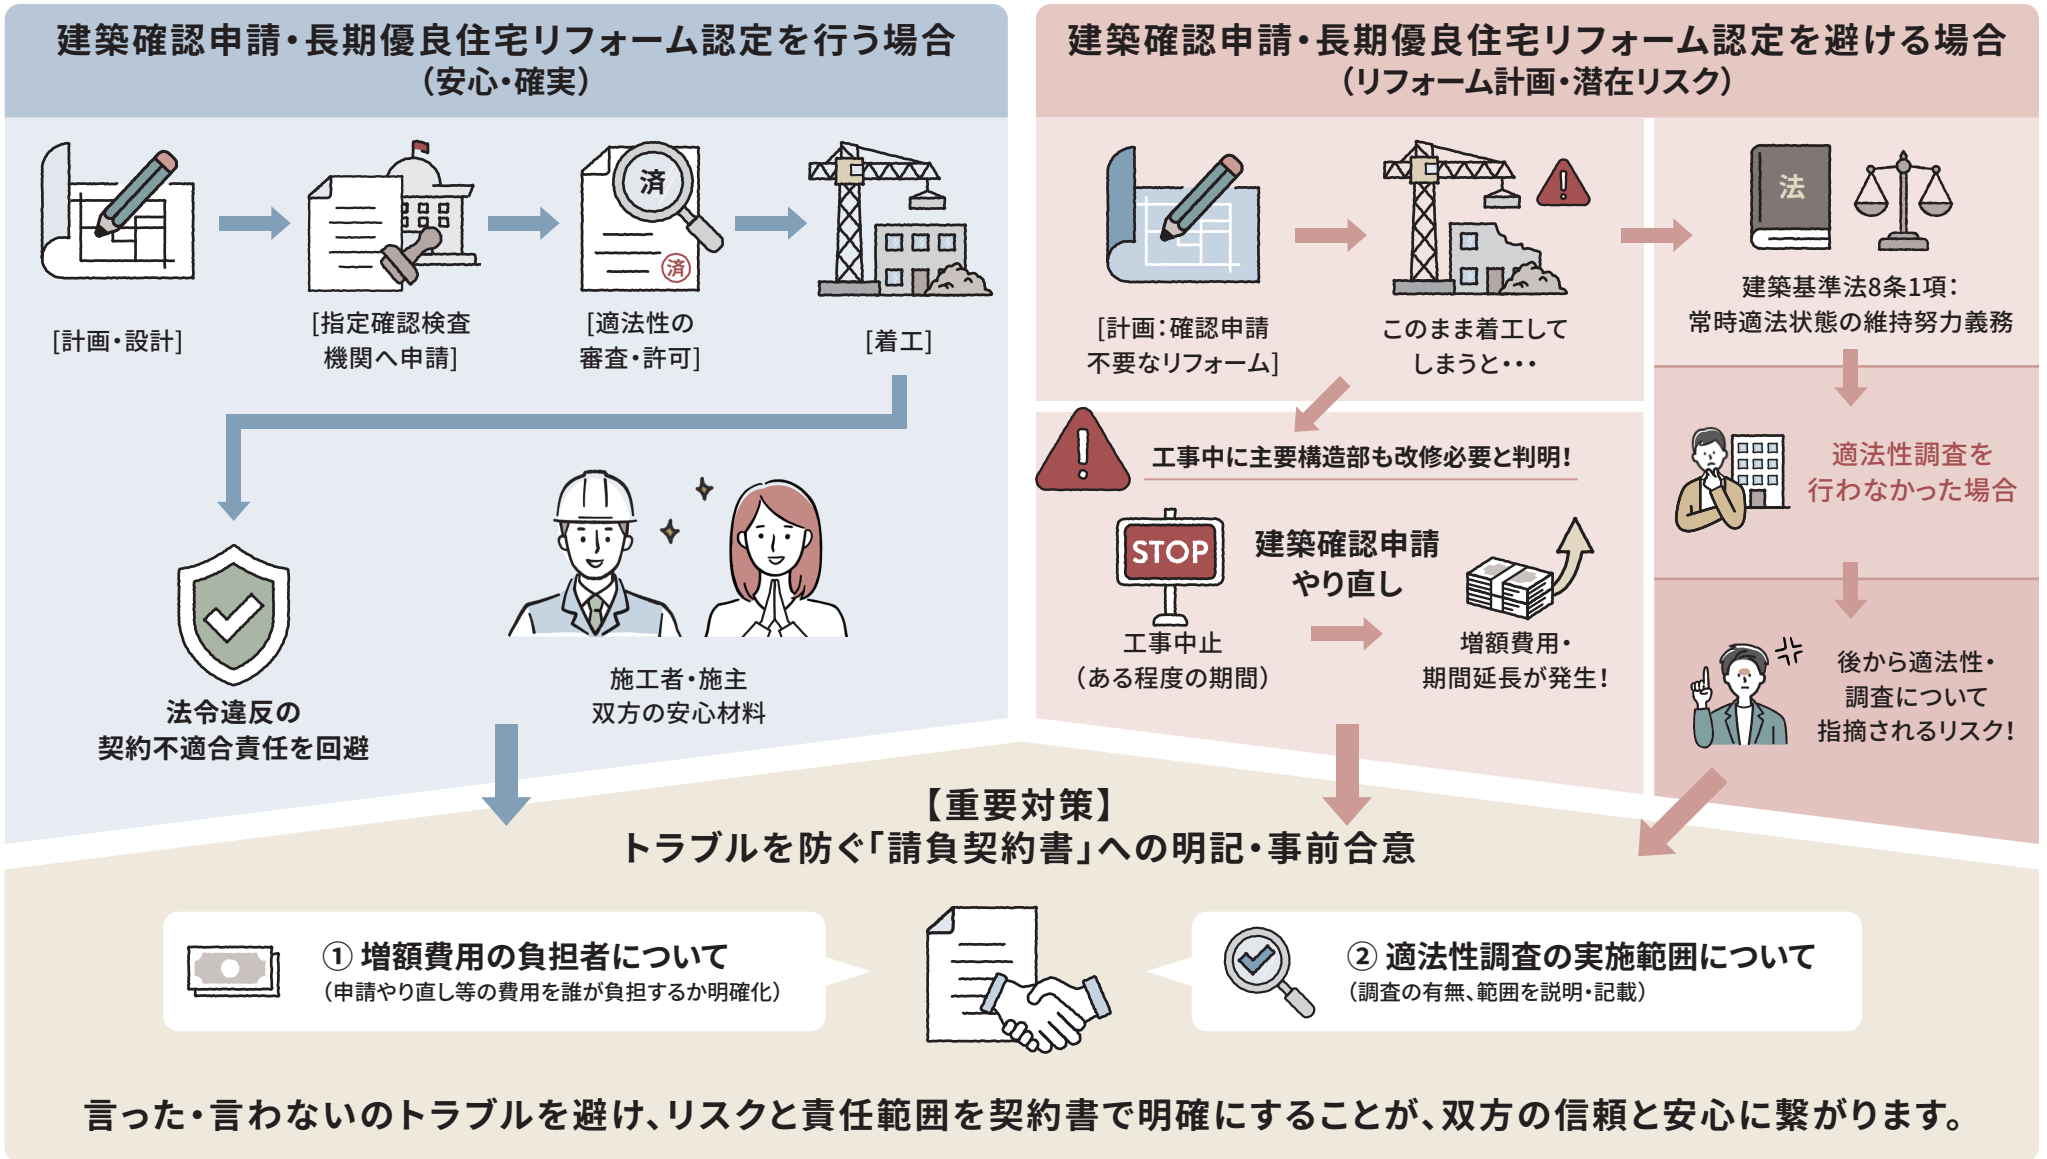 建築確認申請・長期優良住宅リフォーム認定を行う場合
（安心・確実）
済
済
[計画・設計]
[指定確認検査
機関へ申請]
[適法性の
審査・許可]
[着工]
法令違反の
契約不適合責任を回避
施工者・施主
双方の安心材料
建築確認申請・長期優良住宅リフォーム認定を避ける場合
（リフォーム計画・潜在リスク）
[計画：確認申請
不要なリフォーム]
このまま着工して
しまうと・・・
法
建築基準法8条1項：
常時適法状態の維持努力義務
工事中に主要構造部も改修必要と判明！
STOP
工事中止
（ある程度の期間）
建築確認申請
やり直し
増額費用・
期間延長が発生！
適法性調査を
行わなかった場合
後から適法性・
調査について
指摘されるリスク！
【重要対策】
トラブルを防ぐ「請負契約書」への明記・事前合意
① 増額費用の負担者について
（申請やり直し等の費用を誰が負担するか明確化）
② 適法性調査の実施範囲について
（調査の有無、範囲を説明・記載）
言った・言わないのトラブルを避け、リスクと責任範囲を契約書で明確にすることが、双方の信頼と安心に繋がります。